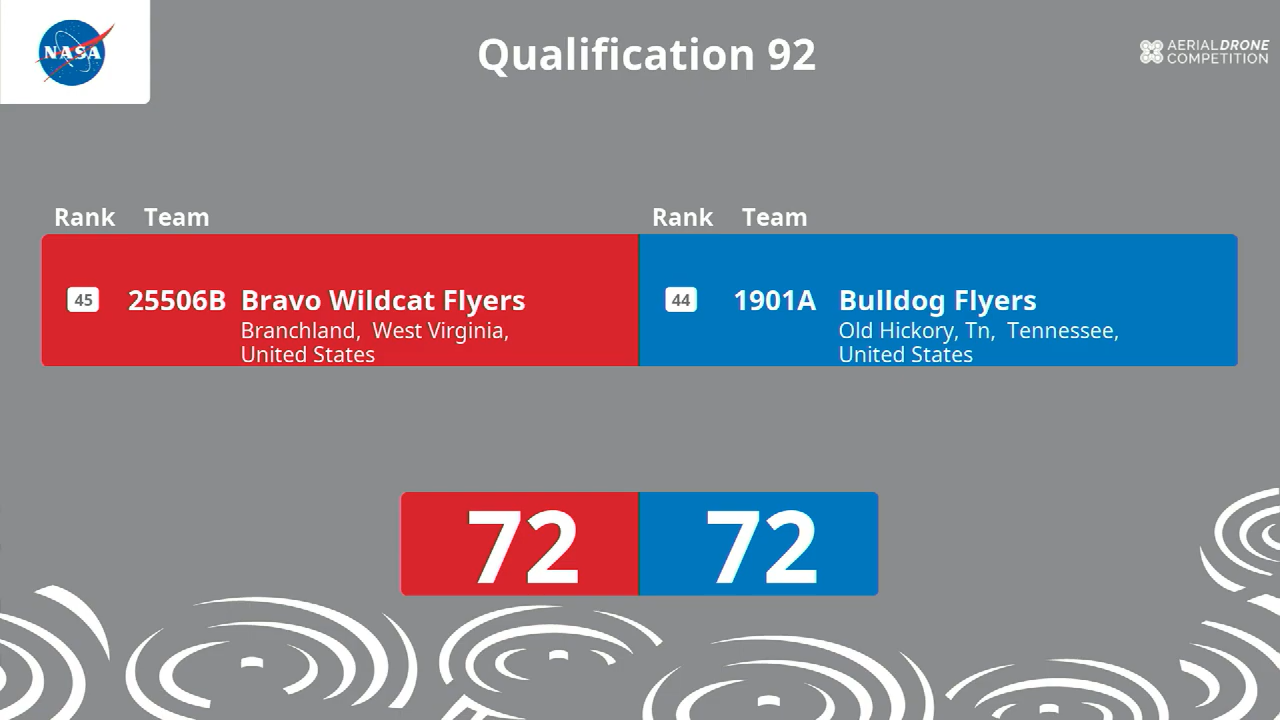 NASA
Qualification 92
AERIALDRONE
COMPETITION
Rank Team
45 25506B Bravo Wildcat Flyers
Branchland,  West Virginia,
United States
Rank Team
44 1901A Bulldog Flyers
Old Hickory, Tn,  Tennessee,
United States
72 72